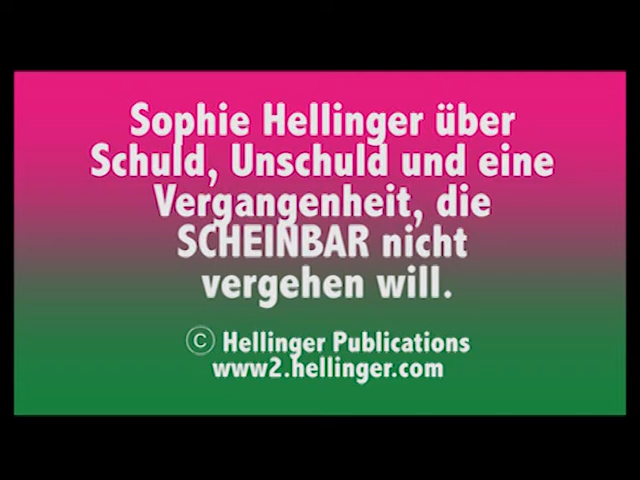 Sophie Hellinger über
Schuld, Unschuld und eine
Vergangenheit, die
SCHEINBAR nicht
vergehen will.
© Hellinger Publications
www2.hellinger.com